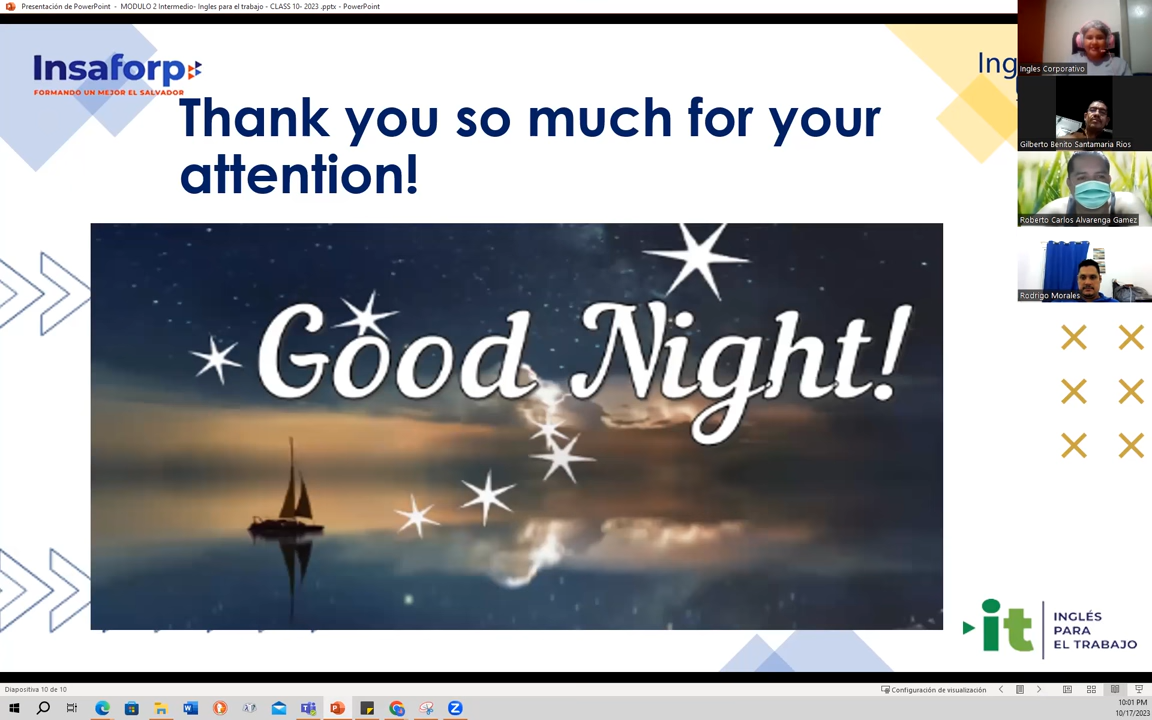 Presentación de PowerPoint - MODULO 2 Intermedio- Ingles para el trabajo - CLASS 10- 2023 .pptx - PowerPoint
Insaforp
FORMANDO UN MEJOR EL SALVADOR
Ing
Thank you so much for your
attention!
Good Night!
Ingles Corporativo
Gilberto Benito Santamaria Rios
Roberto Carlos Alvarenga Gamez
Rodrigo Morales
it
INGLÉS
PARA
EL TRABAJO
Diapositiva 10 de 10
Configuración de visualización
10:01 PM
10/17/2023